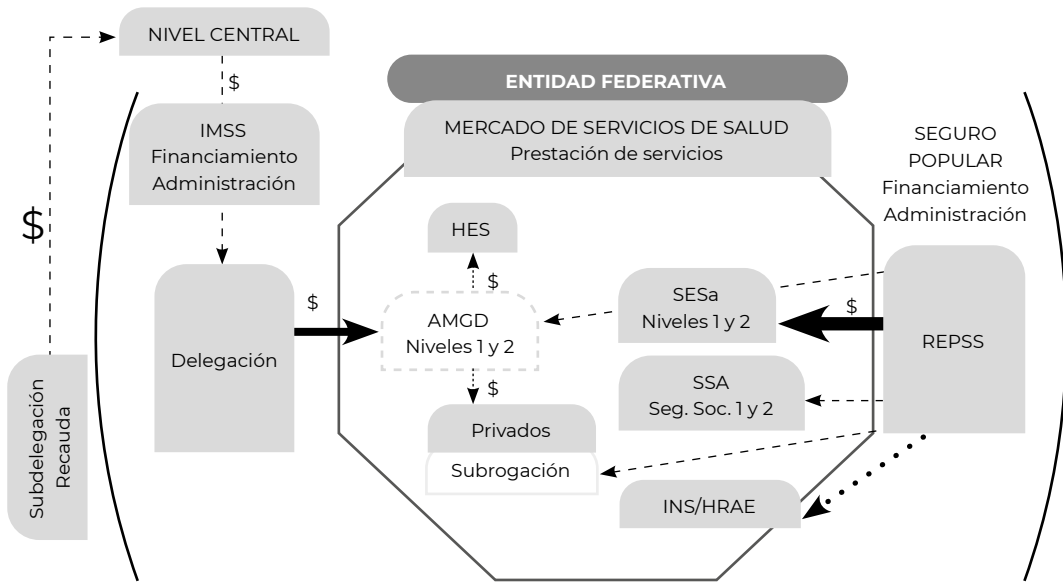 NIVEL CENTRAL
$
ENTIDAD FEDERATIVA
IMSS
Financiamiento
Administración
MERCADO DE SERVICIOS DE SALUD
Prestación de servicios
SEGURO
POPULAR
Financiamiento
Administración
$
HES
$
SESa
Niveles 1 y 2
$
$
AMGD
Niveles 1 y 2
Delegación
REPSS
$
SSA
Seg. Soc. 1 y 2
Privados
Subrogación
Subdelegación
Recauda
INS/HRAE